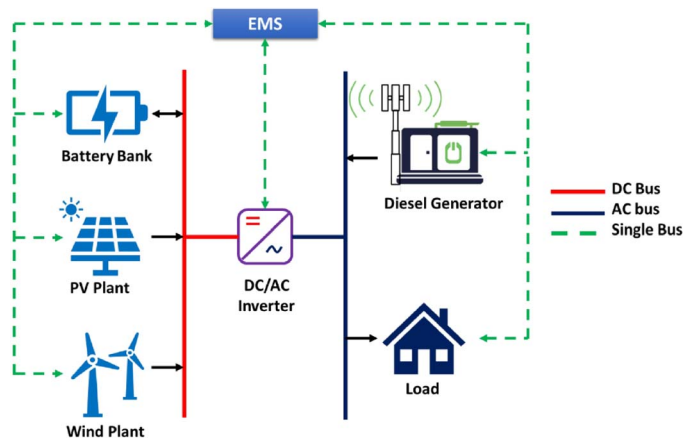 EMS
Battery Bank
PV Plant
Wind Plant
DC/AC
Inverter
Diesel Generator
Load
DC Bus
AC bus
Single Bus